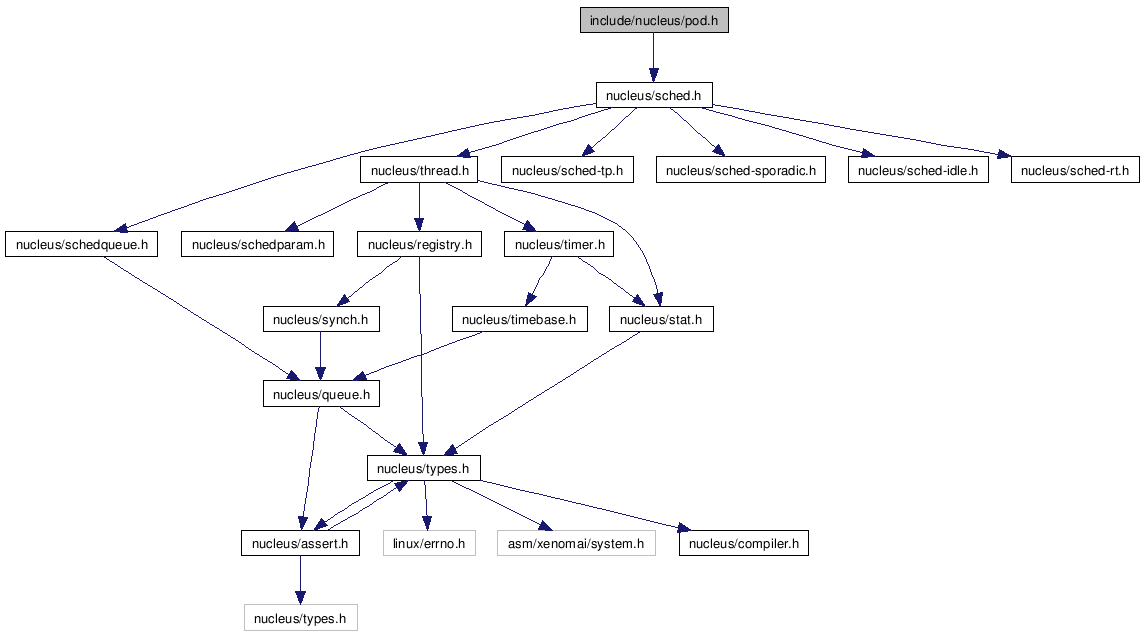 include/nucleus/pod.h
nucleus/sched.h
nucleus/thread.h
nucleus/sched-tp.h
nucleus/sched-sporadic.h
nucleus/sched-idle.h
nucleus/sched-rt.h
nucleus/schedqueue.h
nucleus/schedparam.h
nucleus/registry.h
nucleus/timer.h
nucleus/synch.h
nucleus/timebase.h
nucleus/stat.h
nucleus/queue.h
nucleus/types.h
nucleus/assert.h
linux/errno.h
asm/xenomai/system.h
nucleus/compiler.h
nucleus/types.h